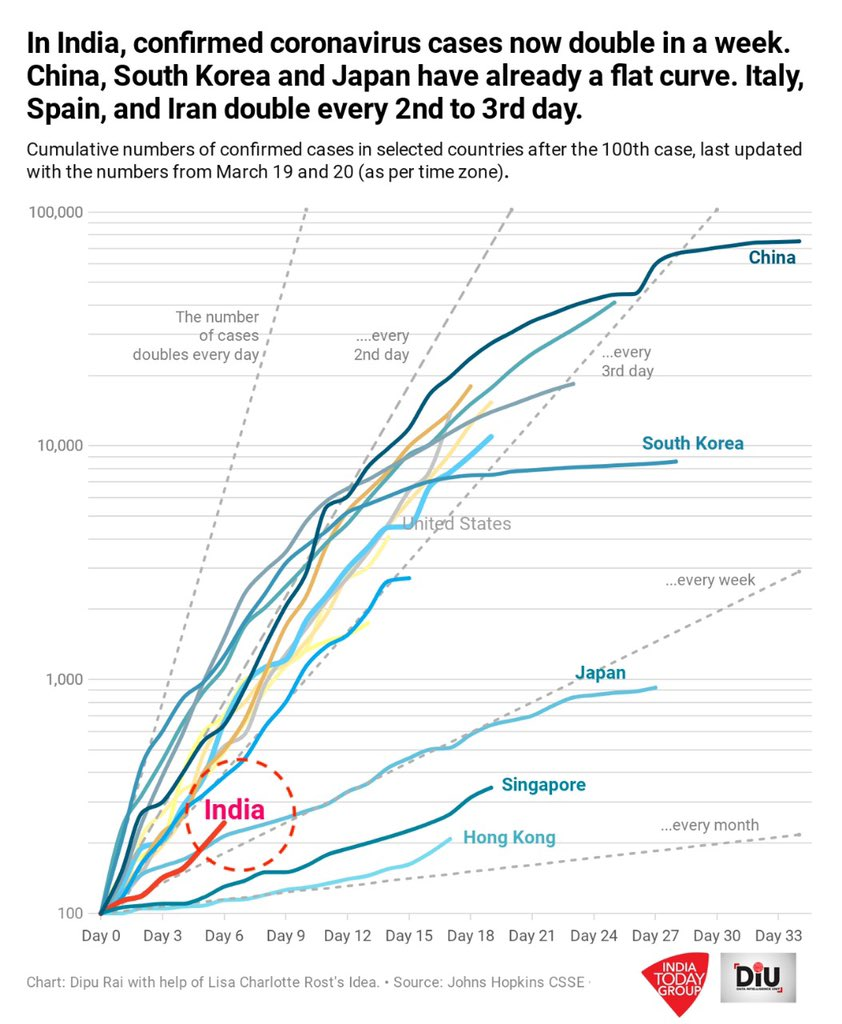 In India, confirmed coronavirus cases now double in a week.
China, South Korea and Japan have already a flat curve. Italy,
Spain, and Iran double every 2nd to 3rd day.
Cumulative numbers of confirmed cases in selected countries after the 100th case, last updated
with the numbers from March 19 and 20 (as per time zone).
100,000
China
The number
of cases
doubles every day
....every
2nd day
...every
3rd day
10,000
South Korea
United States
...every week
1,000
Japan
Singapore
India
Hong Kong
...every month
100
Day 0 Day 3 Day 6 Day 9 Day 12 Day 15 Day 18 Day 21 Day 24 Day 27 Day 30 Day 33
Chart: Dipu Rai with help of Lisa Charlotte Rost's Idea. • Source: Johns Hopkins CSSE ·
INDIA
TODAY
GROUP
DiU
DATA INTELLIGENCE UNIT